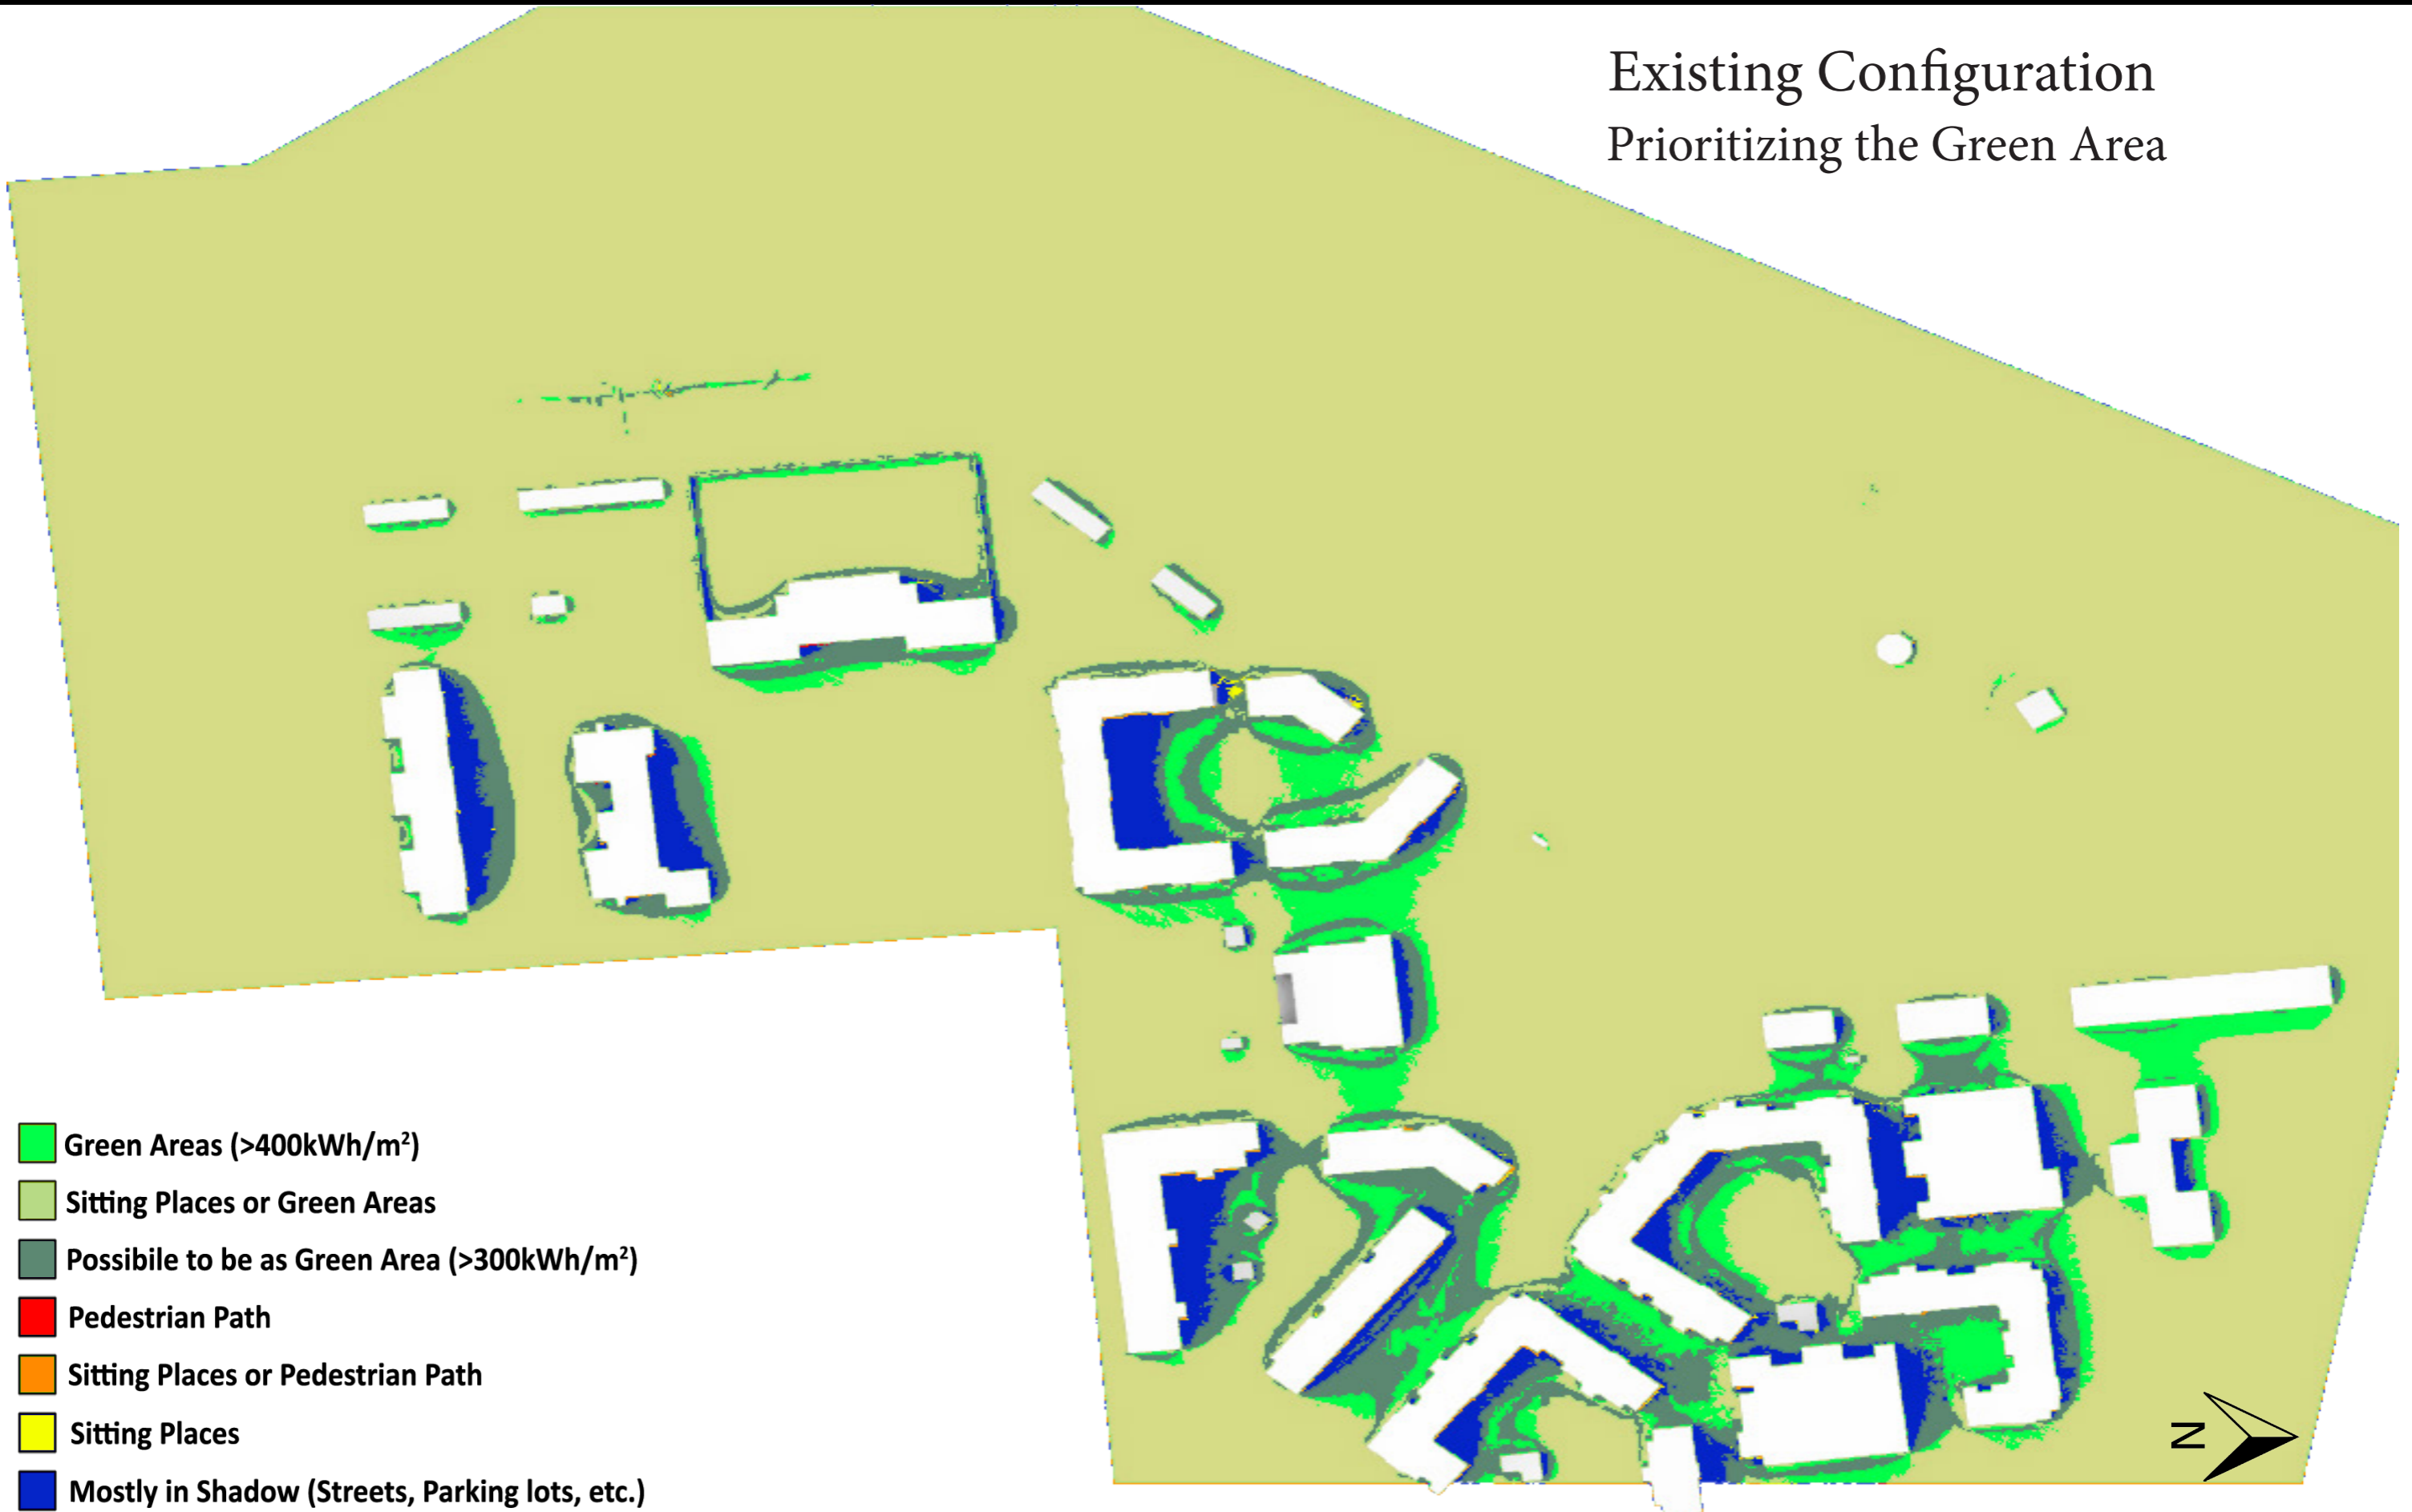 Existing Configuration
Prioritizing the Green Area
Green Areas (>400kWh/m²)
Sitting Places or Green Areas
Possibile to be as Green Area (>300kWh/m²)
Pedestrian Path
Sitting Places or Pedestrian Path
Sitting Places
Mostly in Shadow (Streets, Parking lots, etc.)
N